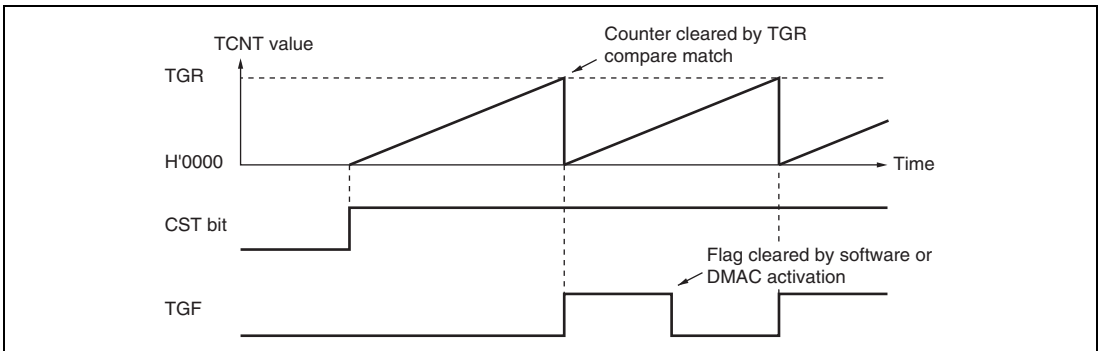 Counter cleared by TGR
compare match
TCNT value
TGR
H'0000
Time
CST bit
Flag cleared by software or
DMAC activation
TGF